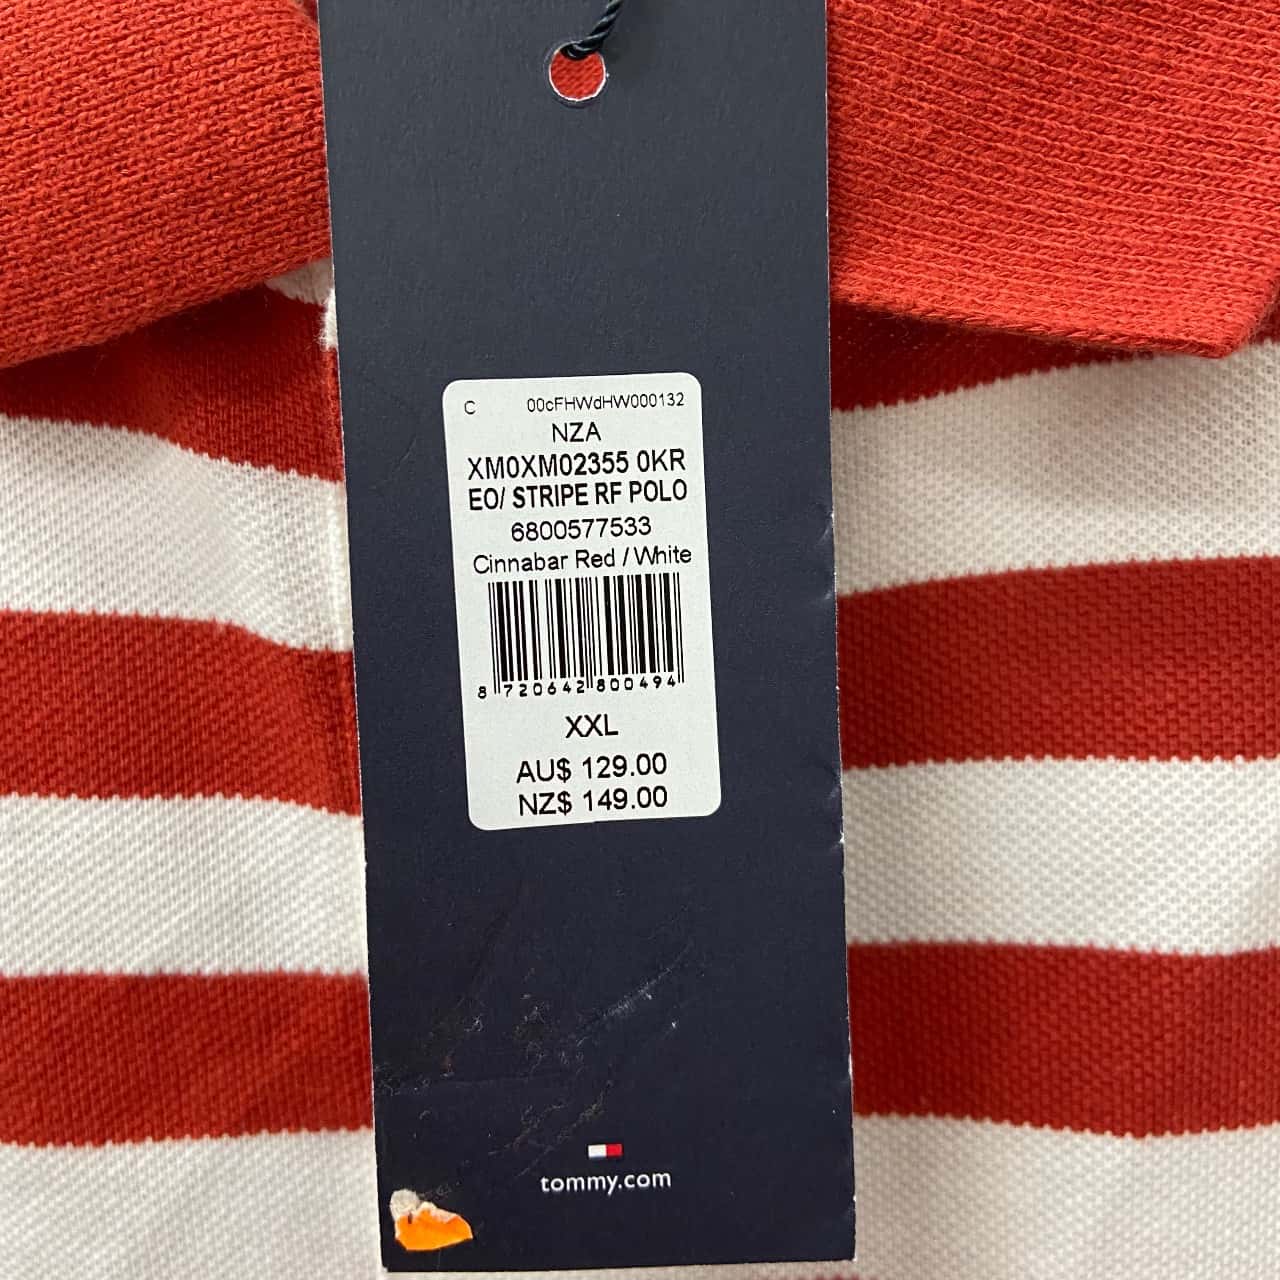 C 00cFHWdHW000132
NZA
XM0XM02355 0KR
EO/ STRIPE RF POLO
6800577533
Cinnabar Red / White
8 720642 800494
XXL
AU$ 129.00
NZ$ 149.00
tommy.com